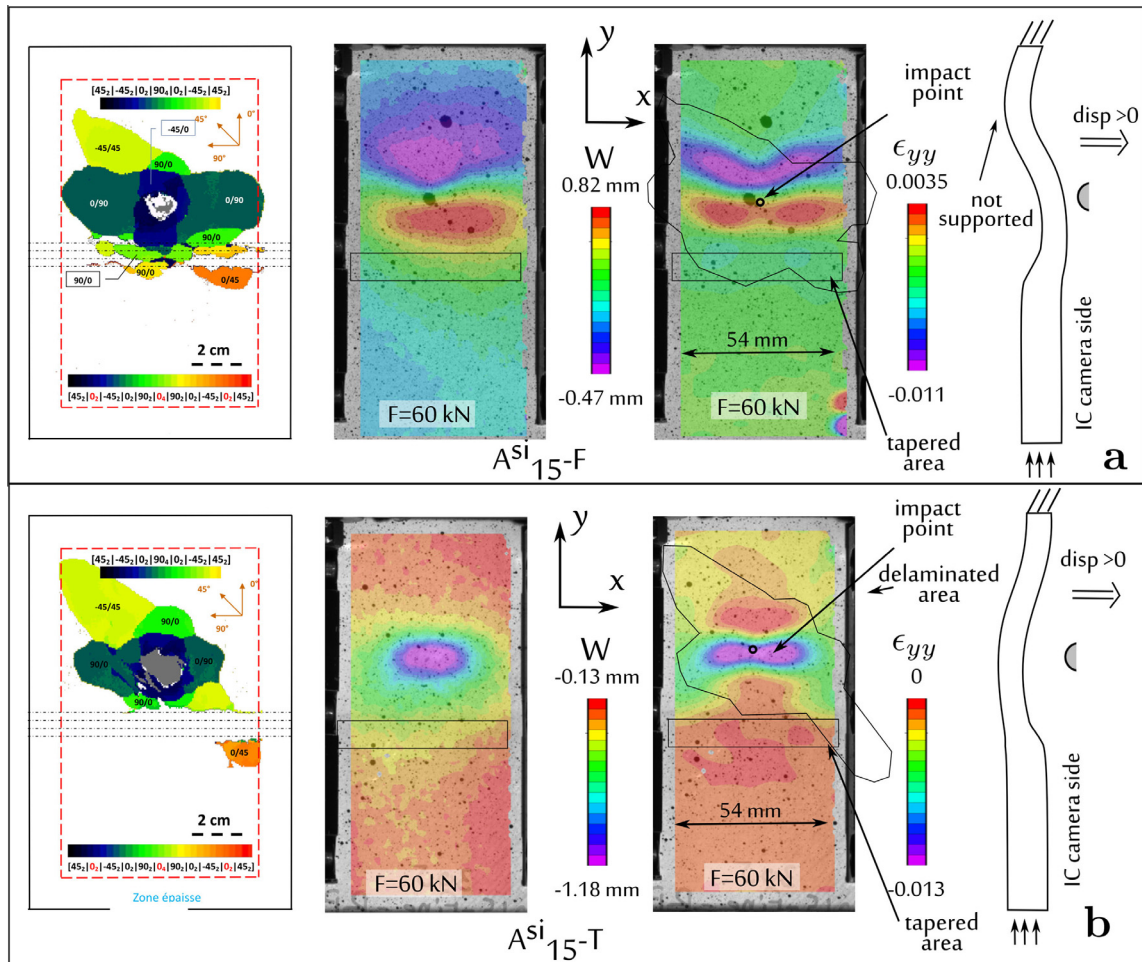 [45₂|-45₂|0₂|90₄|0₂|-45₂|45₂]
-45/0
45°
0°
90°
-45/45
90/0
0/90
0/90
90/0
90/0
90/0
0/45
2 cm
[45₂|0₂|-45₂|0₂|90₂|0₄|90₂|0₂|-45₂|0₂|45₂]
F=60 kN
y
x
W
0.82 mm
-0.47 mm
impact
point
ϵyy
0.0035
-0.011
54 mm
F=60 kN
tapered
area
not
supported
disp >0
IC camera side
Aˢⁱ₁₅-F
a
[45₂|-45₂|0₂|90₄|0₂|-45₂|45₂]
45°
0°
90°
-45/45
90/0
90/0
0/90
90/0
0/45
2 cm
[45₂|0₂|-45₂|0₂|90₂|0₄|90₂|0₂|-45₂|0₂|45₂]
Zone épaisse
F=60 kN
y
x
W
-0.13 mm
-1.18 mm
impact
point
delaminated
area
ϵyy
0
-0.013
54 mm
F=60 kN
tapered
area
disp >0
IC camera side
Aˢⁱ₁₅-T
b